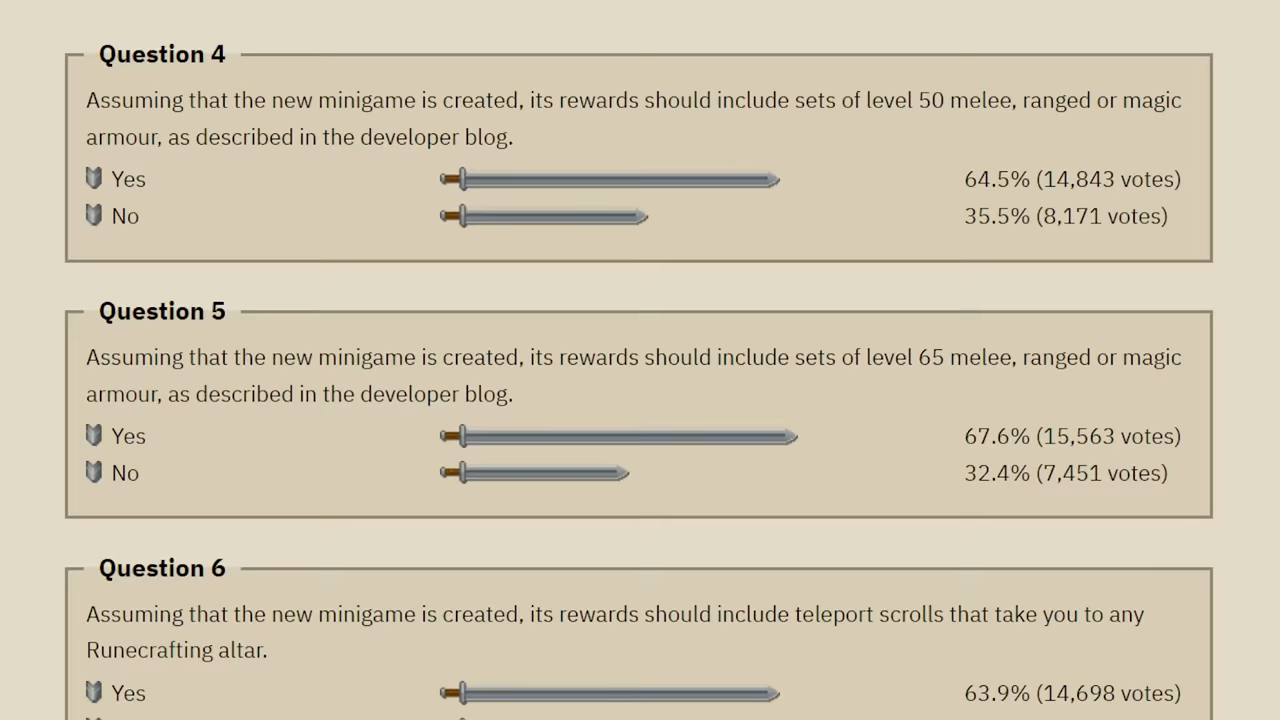 Question 4
Assuming that the new minigame is created, its rewards should include sets of level 50 melee, ranged or magic
armour, as described in the developer blog.
Yes 64.5% (14,843 votes)
No 35.5% (8,171 votes)
Question 5
Assuming that the new minigame is created, its rewards should include sets of level 65 melee, ranged or magic
armour, as described in the developer blog.
Yes 67.6% (15,563 votes)
No 32.4% (7,451 votes)
Question 6
Assuming that the new minigame is created, its rewards should include teleport scrolls that take you to any
Runecrafting altar.
Yes 63.9% (14,698 votes)